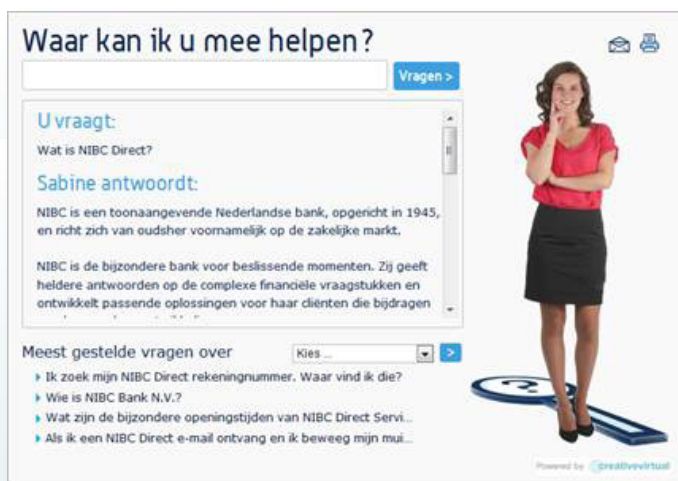 Waar kan ik u mee helpen?
Vragen >
U vraagt:
Wat is NIBC Direct?
Sabine antwoordt:
NIBC is een toonaangevende Nederlandse bank, opgericht in 1945,
en richt zich van oudsher voornamelijk op de zakelijke markt.
NIBC is de bijzondere bank voor beslissende momenten. Zij geeft
heldere antwoorden op de complexe financiële vraagstukken en
ontwikkelt passende oplossingen voor haar cliënten die bijdragen
Meest gestelde vragen over
Kies ...
>
Ik zoek mijn NIBC Direct rekeningnummer. Waar vind ik die?
Wie is NIBC Bank N.V.?
Wat zijn de bijzondere openingstijden van NIBC Direct Servi...
Als ik een NIBC Direct e-mail ontvang en ik beweeg mijn mui...
Powered by creativevirtual